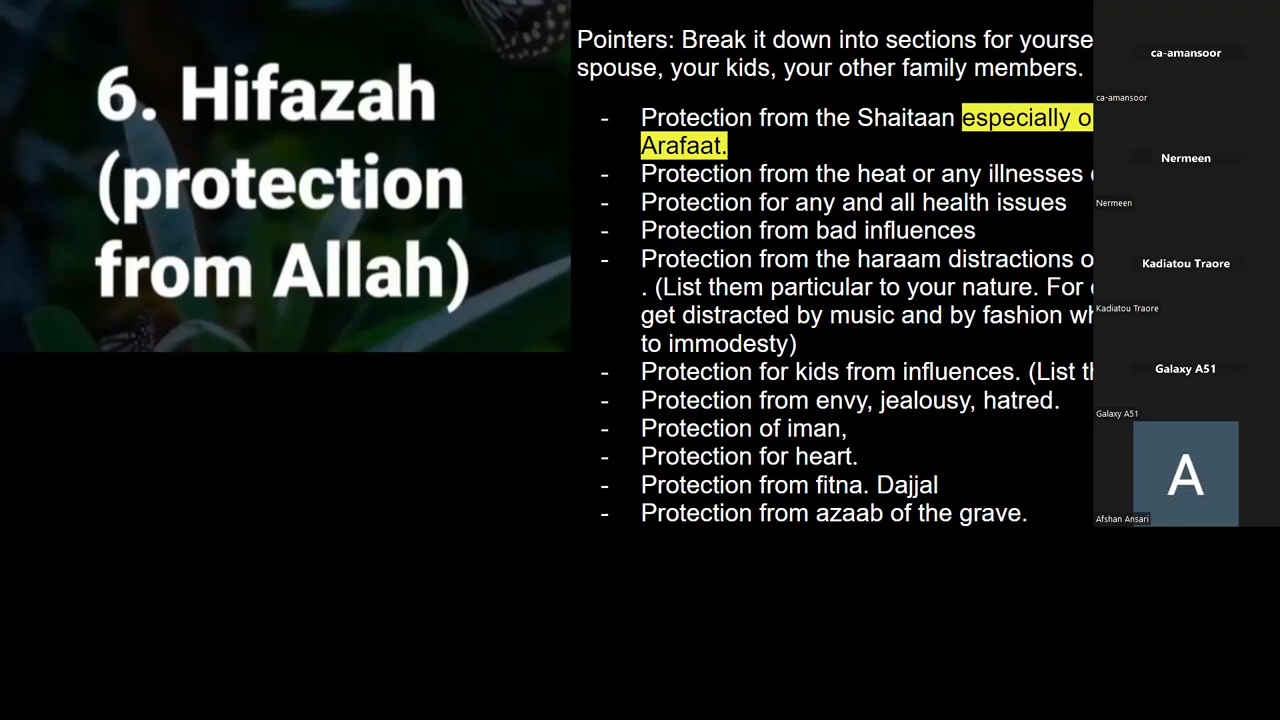 6. Hifazah
(protection
from Allah)
Pointers: Break it down into sections for
spouse, your kids, your other family members.
- Protection from the Shaitaan especially
Arafaat.
- Protection from the heat or any illnesses
- Protection for any and all health issues
- Protection from bad influences
- Protection from the haraam distractions
. (List them particular to your nature. For
get distracted by music and by fashion
to immodesty)
- Protection for kids from influences. (List
- Protection from envy, jealousy, hatred.
- Protection of iman,
- Protection for heart.
- Protection from fitna. Dajjal
- Protection from azaab of the grave.
ca-amansoor
ca-amansoor
Nermeen
Nermeen
Kadiatou Traore
Kadiatou Traore
Galaxy A51
Galaxy A51
A
Afshan Ansari